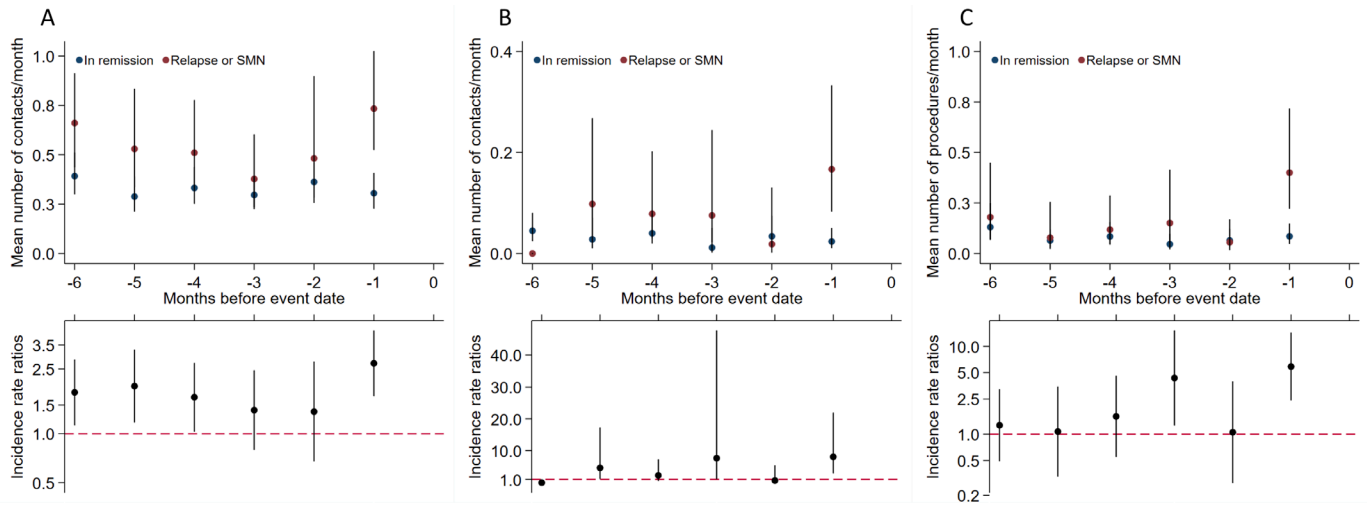 A
Mean number of contacts/month
In remission Relapse or SMN
1.0
0.8
0.5
0.3
0.0
-6 -5 -4 -3 -2 -1 0
Months before event date
Incidence rate ratios
3.5
2.5
1.5
1.0
0.5
B
Mean number of contacts/month
In remission Relapse or SMN
0.4
0.2
0.0
-6 -5 -4 -3 -2 -1 0
Months before event date
Incidence rate ratios
40.0
30.0
20.0
10.0
1.0
C
Mean number of procedures/month
In remission Relapse or SMN
1.0
0.8
0.5
0.3
0.0
-6 -5 -4 -3 -2 -1 0
Months before event date
Incidence rate ratios
10.0
5.0
2.5
1.0
0.5
0.2